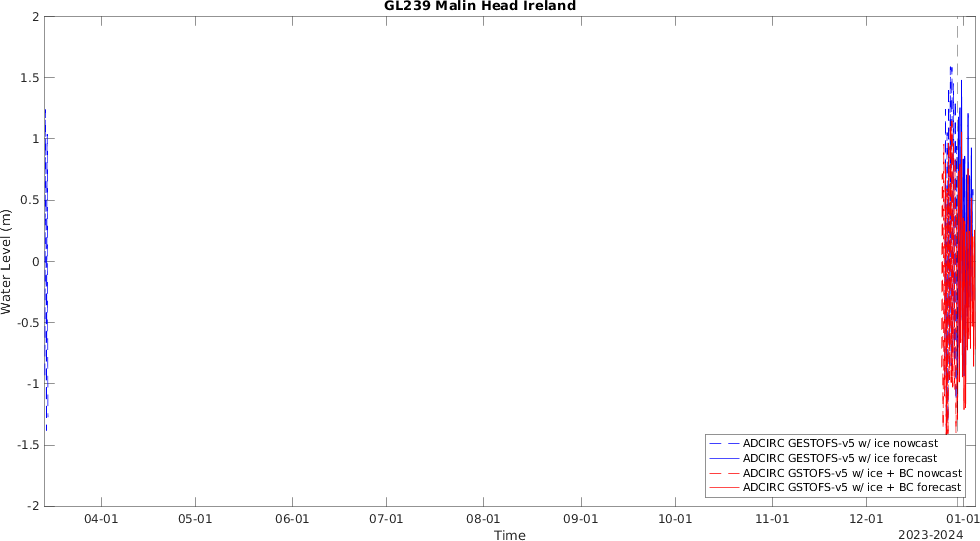 GL239 Malin Head Ireland
2
1.5
1
0.5
0
-0.5
-1
-1.5
-2
Water Level (m)
ADCIRC GESTOFS-v5 w/ ice nowcast
ADCIRC GESTOFS-v5 w/ ice forecast
ADCIRC GSTOFS-v5 w/ ice + BC nowcast
ADCIRC GSTOFS-v5 w/ ice + BC forecast
04-01 05-01 06-01 07-01 08-01 09-01 10-01 11-01 12-01 01-01
Time
2023-2024